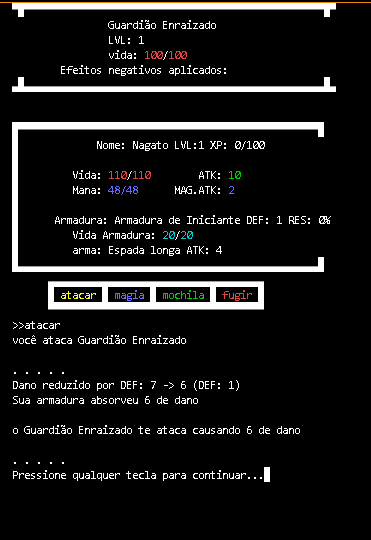 Guardião Enraizado
LVL: 1
vida: 100/100
Efeitos negativos aplicados:
Nome: Nagato LVL:1 XP: 0/100
Vida: 110/110 ATK: 10
Mana: 48/48 MAG.ATK: 2
Armadura: Armadura de Iniciante DEF: 1 RES: 0%
Vida Armadura: 20/20
arma: Espada longa ATK: 4
atacar magia mochila fugir
>>atacar
você ataca Guardião Enraizado
. . . . .
Dano reduzido por DEF: 7 -> 6 (DEF: 1)
Sua armadura absorveu 6 de dano
o Guardião Enraizado te ataca causando 6 de dano
. . . . .
Pressione qualquer tecla para continuar...